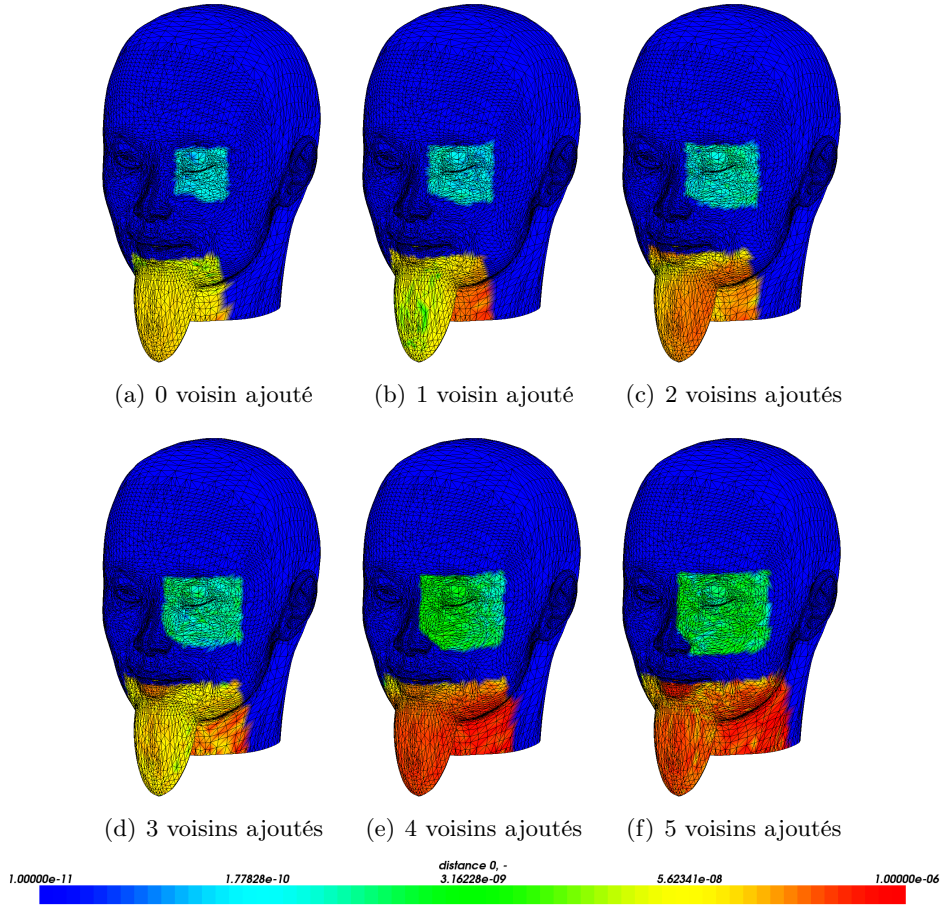 (a) 0 voisin ajouté
(b) 1 voisin ajouté
(c) 2 voisins ajoutés
(d) 3 voisins ajoutés
(e) 4 voisins ajoutés
(f) 5 voisins ajoutés
distance 0, -
1.00000e-11 1.77828e-10 3.16228e-09 5.62341e-08 1.00000e-06